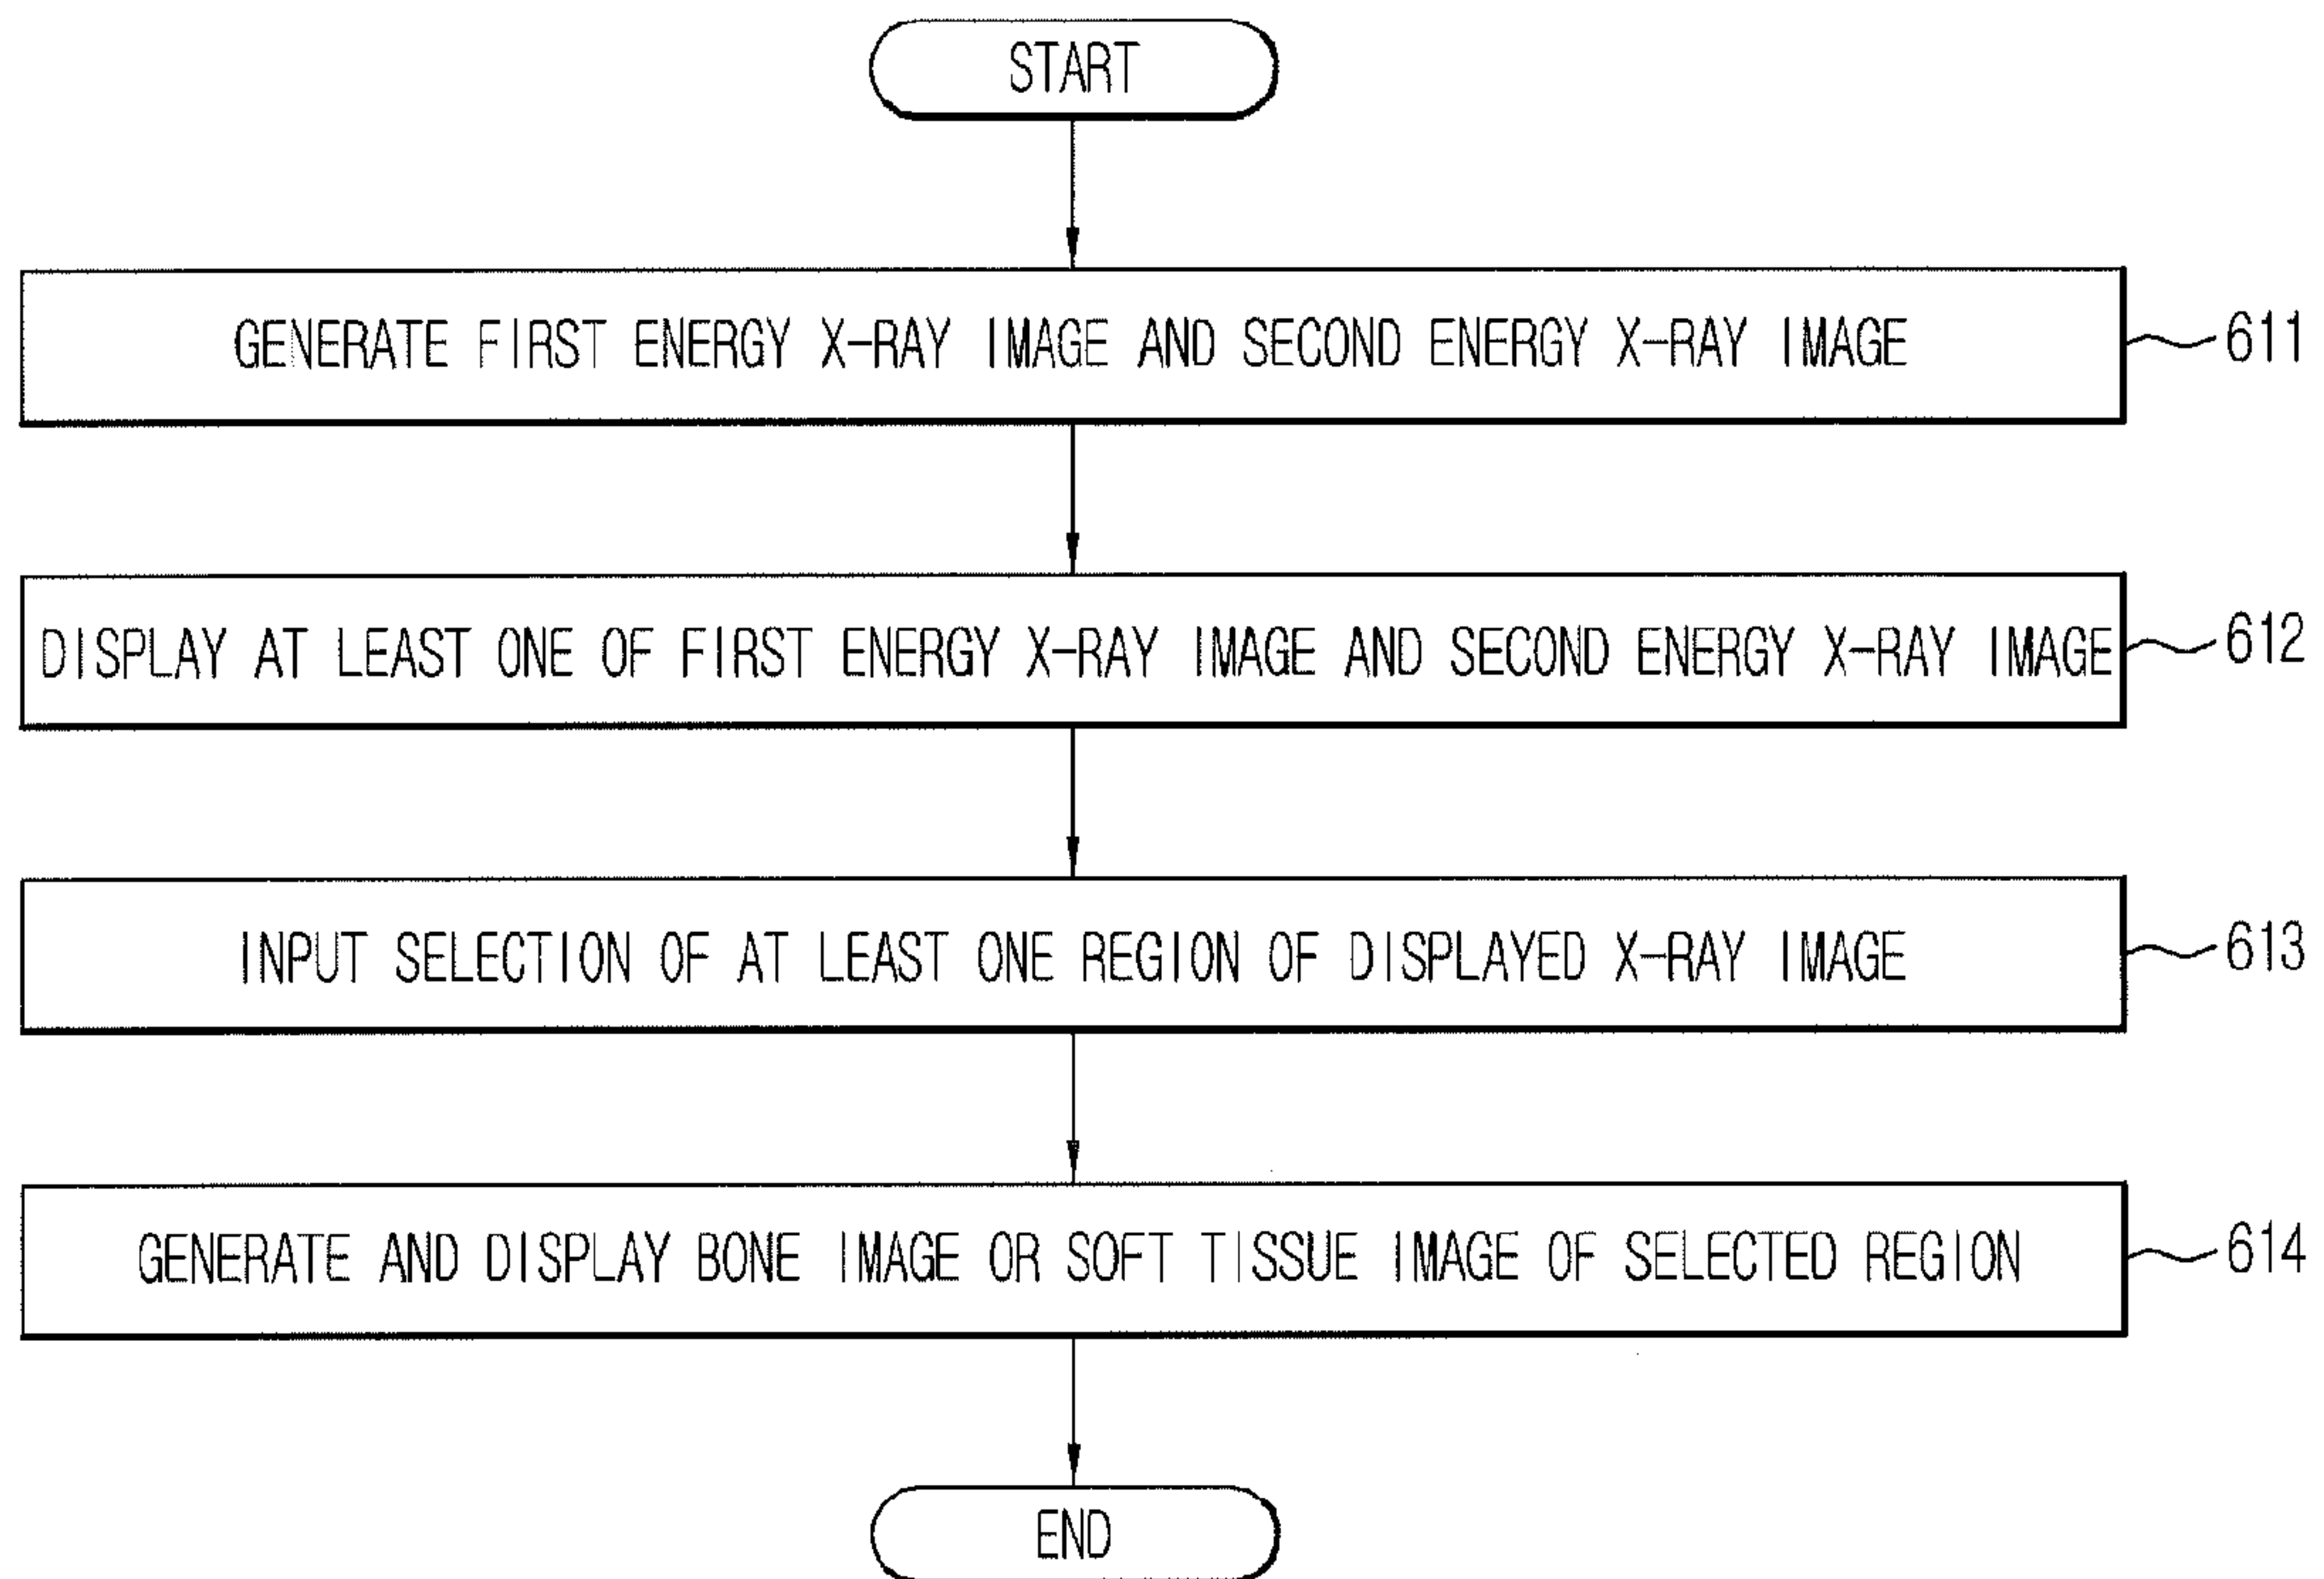 START
GENERATE FIRST ENERGY X-RAY IMAGE AND SECOND ENERGY X-RAY IMAGE
611
DISPLAY AT LEAST ONE OF FIRST ENERGY X-RAY IMAGE AND SECOND ENERGY X-RAY IMAGE
612
INPUT SELECTION OF AT LEAST ONE REGION OF DISPLAYED X-RAY IMAGE
613
GENERATE AND DISPLAY BONE IMAGE OR SOFT TISSUE IMAGE OF SELECTED REGION
614
END